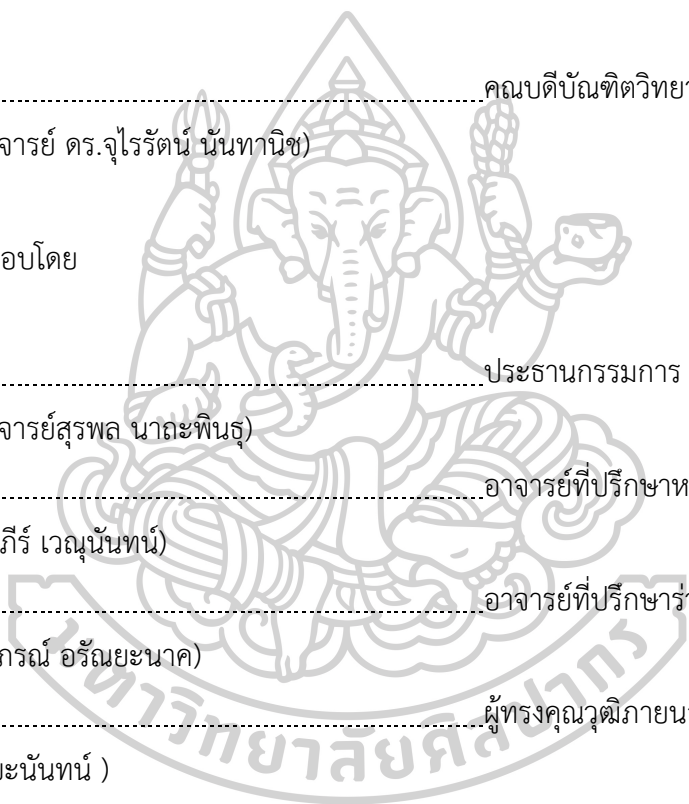 คณบดีบัณฑิตวิทยา
จารย์ ดร.จุไรรัตน์ นันทานิช)
อบโดย
ประธานกรรมการ
จารย์สุรพล นาถะพินธุ)
อาจารย์ที่ปรึกษาห
ภีร์ เวณุนันทน์)
อาจารย์ที่ปรึกษาร่
ภรณ์ อรัณยะนาค)
ผู้ทรงคุณวุฒิภายน
ยะนันทน์ )
มหาวิทยาลัยศิลปากร